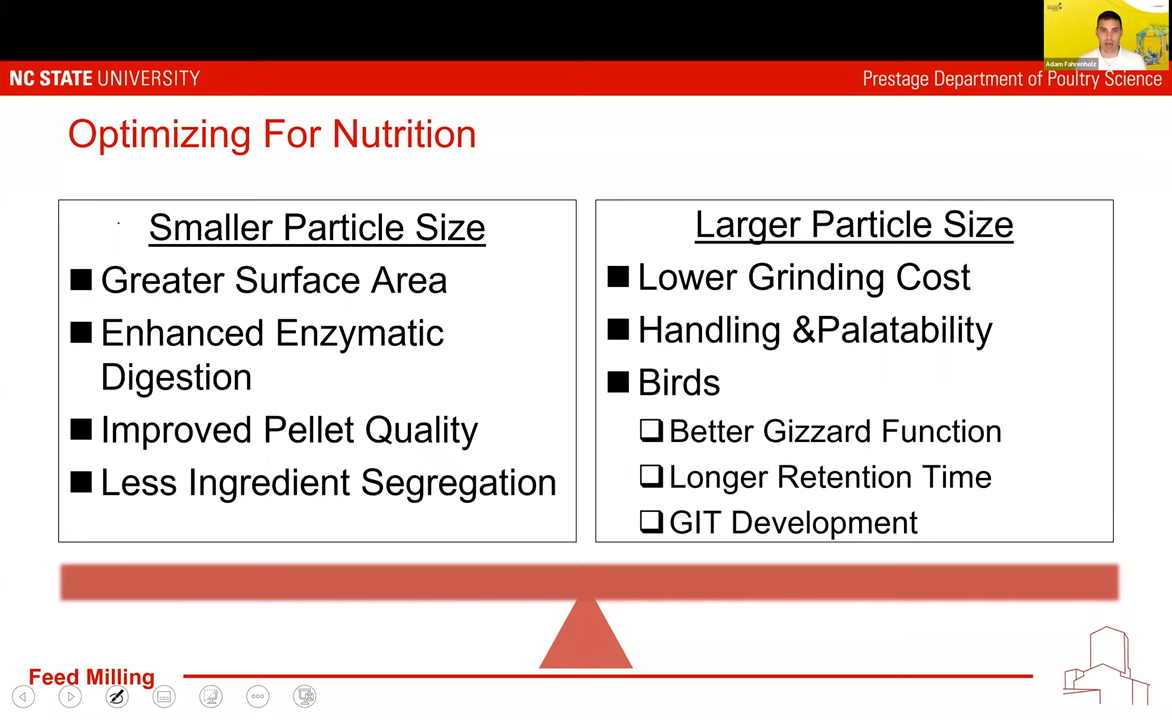 Adam Fahrenholz
NC STATE UNIVERSITY
Prestage Department of Poultry Science
Optimizing For Nutrition
Smaller Particle Size
Greater Surface Area
Enhanced Enzymatic
Digestion
Improved Pellet Quality
Less Ingredient Segregation
Larger Particle Size
Lower Grinding Cost
Handling &Palatability
Birds
Better Gizzard Function
Longer Retention Time
GIT Development
Feed Milling